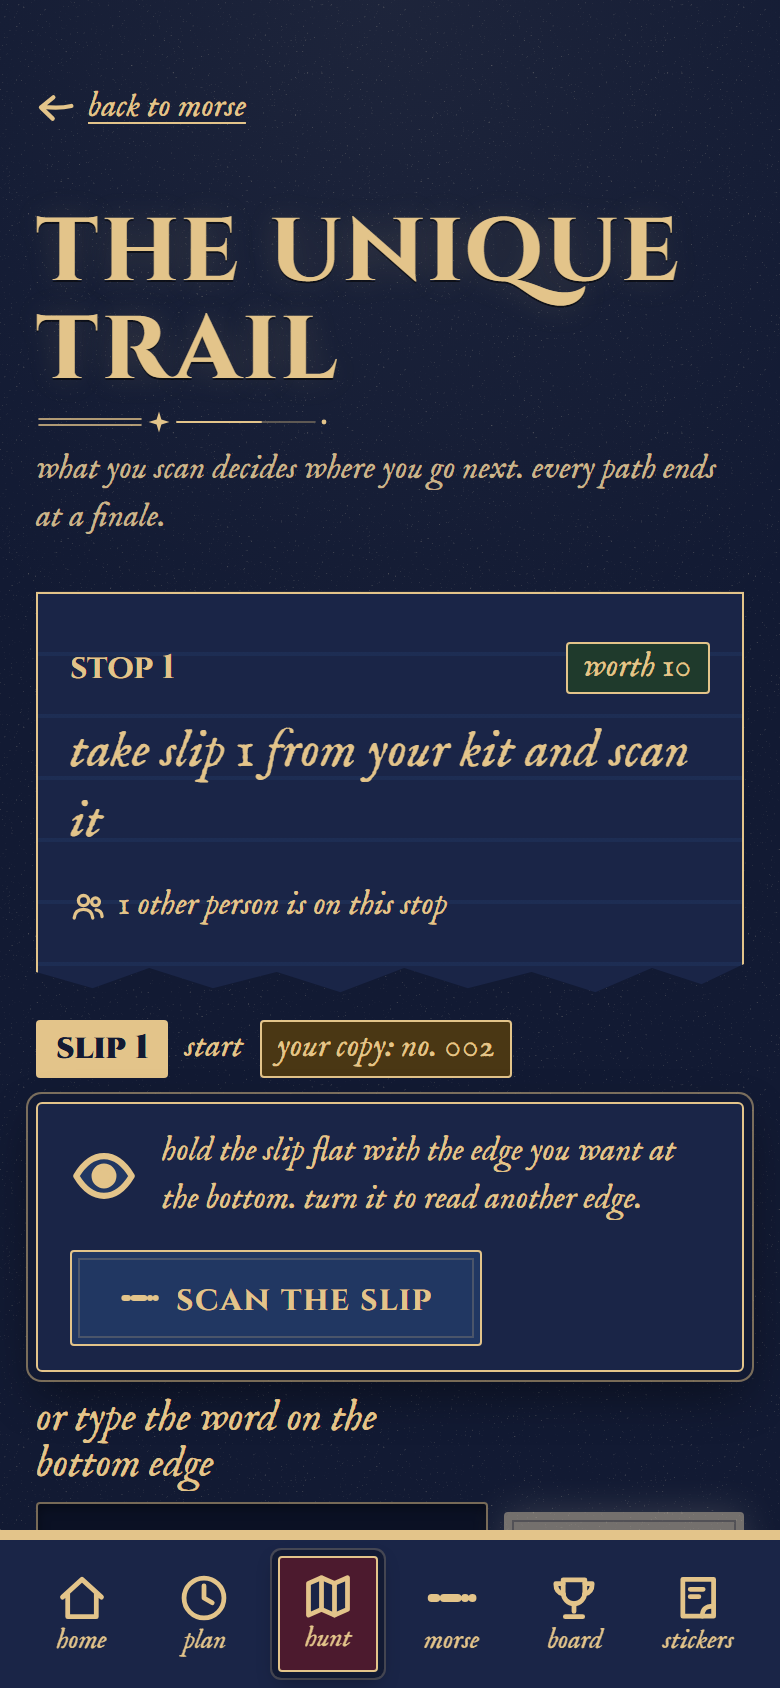 back to morse
THE UNIQUE
TRAIL
what you scan decides where you go next. every path ends
at a finale.
STOP 1
worth 10
take slip 1 from your kit and scan
it
1 other person is on this stop
SLIP 1
start
your copy: no. 002
hold the slip flat with the edge you want at
the bottom. turn it to read another edge.
SCAN THE SLIP
or type the word on the
bottom edge
home
plan
hunt
morse
board
stickers